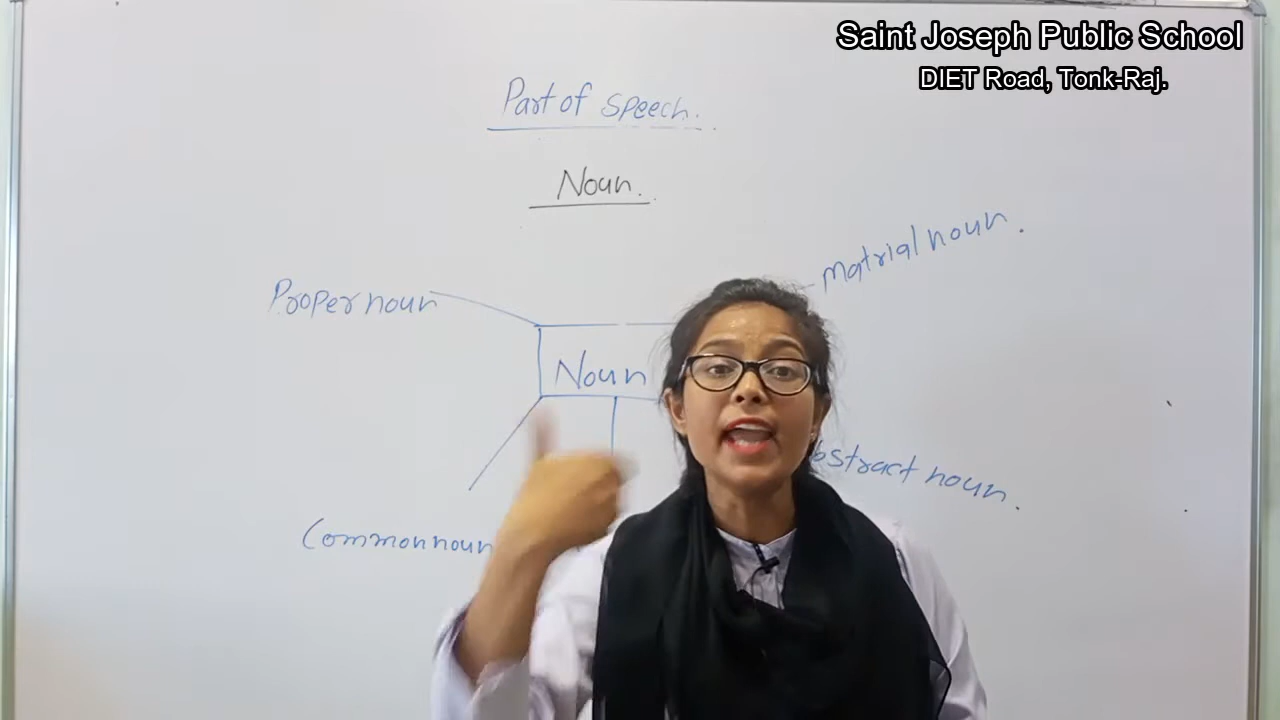 Saint Joseph Public School
DIET Road, Tonk-Raj.
Part of speech.
Noun.
matrial noun.
Proper noun
Noun
bstract noun.
Common noun